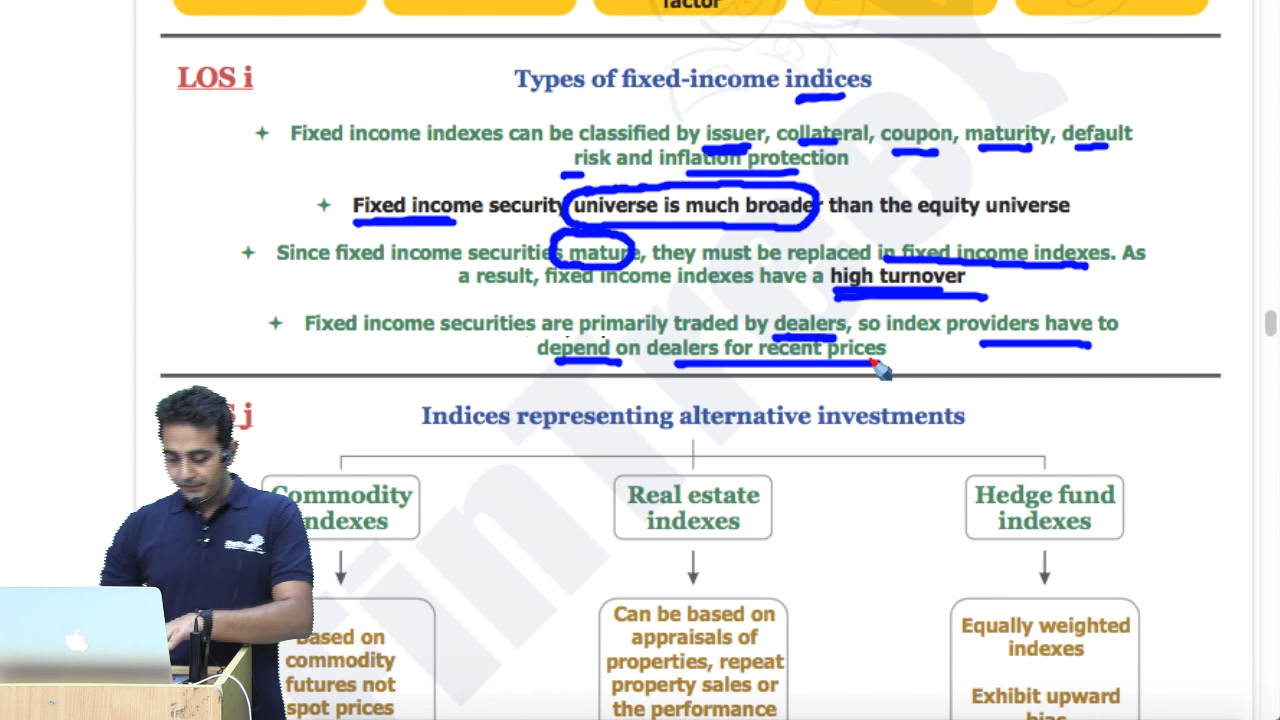 factor
LOS i
Types of fixed-income indices
Fixed income indexes can be classified by issuer, collateral, coupon, maturity, default
risk and inflation protection
Fixed income security universe is much broader than the equity universe
Since fixed income securities mature, they must be replaced in fixed income indexes. As
a result, fixed income indexes have a high turnover
Fixed income securities are primarily traded by dealers, so index providers have to
depend on dealers for recent prices
j
Indices representing alternative investments
Commodity
indexes
Real estate
indexes
Hedge fund
indexes
Based on
commodity
futures not
spot prices
Can be based on
appraisals of
properties, repeat
property sales or
the performance
Equally weighted
indexes
Exhibit upward
bias